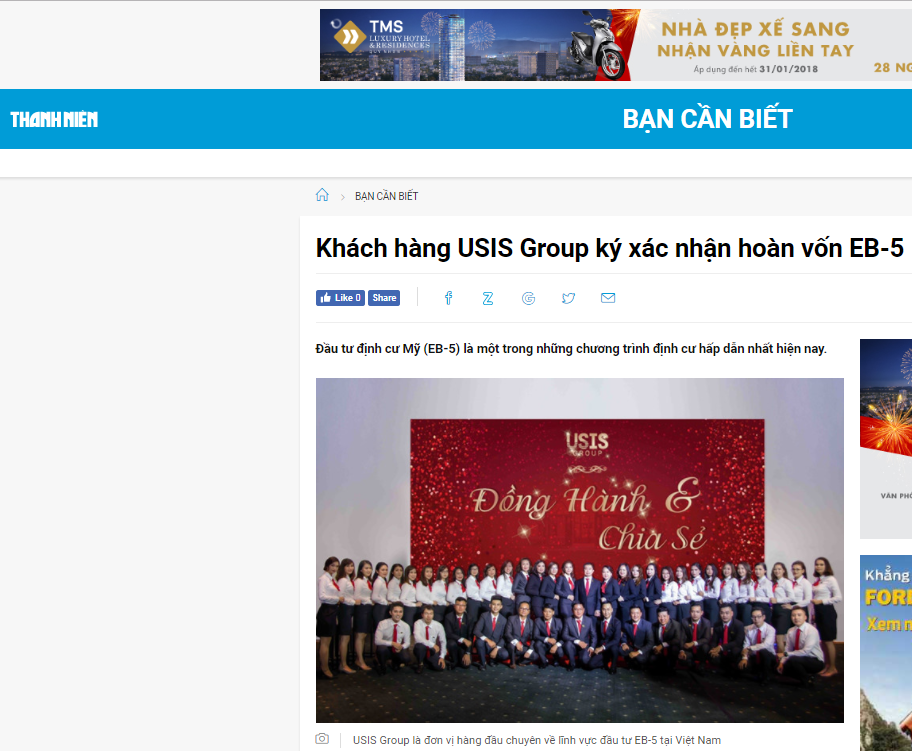 TMS
LUXURY HOTEL
& RESIDENCES
QUY NHON
NHÀ ĐẸP XẾ SANG
NHẬN VÀNG LIỀN TAY
Áp dụng đến hết 31/01/2018
28 NG
THANH NIÊN
BẠN CẦN BIẾT
BẠN CẦN BIẾT
Khách hàng USIS Group ký xác nhận hoàn vốn EB-5
Like 0 Share
Đầu tư định cư Mỹ (EB-5) là một trong những chương trình định cư hấp dẫn nhất hiện nay.
USIS
GROUP
Đồng Hành &
Chia Sẻ
VĂN PHÒ
Khẳng
FOR
Xem n
USIS Group là đơn vị hàng đầu chuyên về lĩnh vực đầu tư EB-5 tại Việt Nam